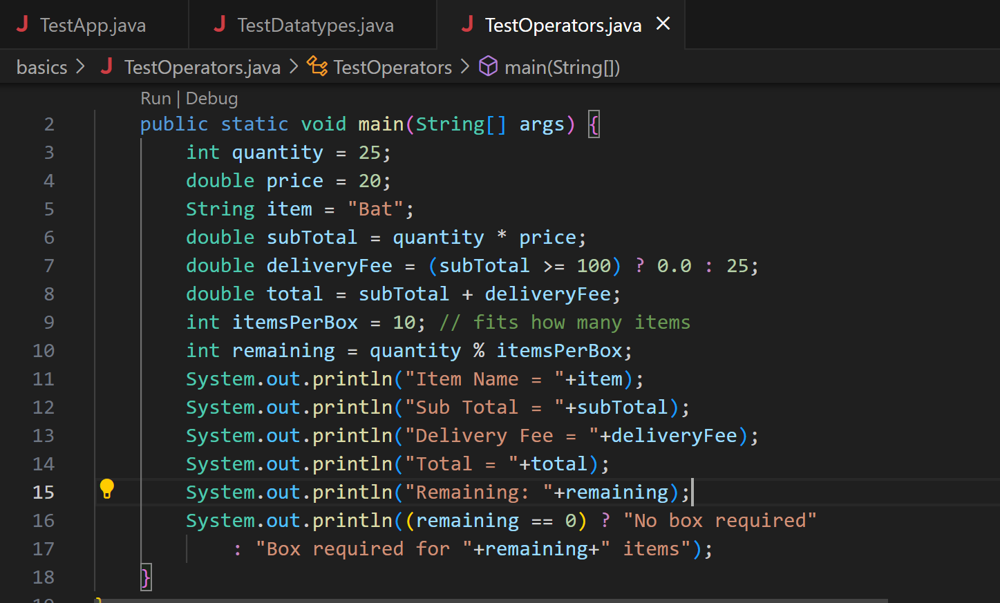 TestApp.java TestDatatypes.java TestOperators.java
basics > TestOperators.java > TestOperators > main(String[])
Run | Debug
2 public static void main(String[] args) {
3 int quantity = 25;
4 double price = 20;
5 String item = "Bat";
6 double subTotal = quantity * price;
7 double deliveryFee = (subTotal >= 100) ? 0.0 : 25;
8 double total = subTotal + deliveryFee;
9 int itemsPerBox = 10; // fits how many items
10 int remaining = quantity % itemsPerBox;
11 System.out.println("Item Name = "+item);
12 System.out.println("Sub Total = "+subTotal);
13 System.out.println("Delivery Fee = "+deliveryFee);
14 System.out.println("Total = "+total);
15 System.out.println("Remaining: "+remaining);
16 System.out.println((remaining == 0) ? "No box required"
17 : "Box required for "+remaining+" items");
18 }